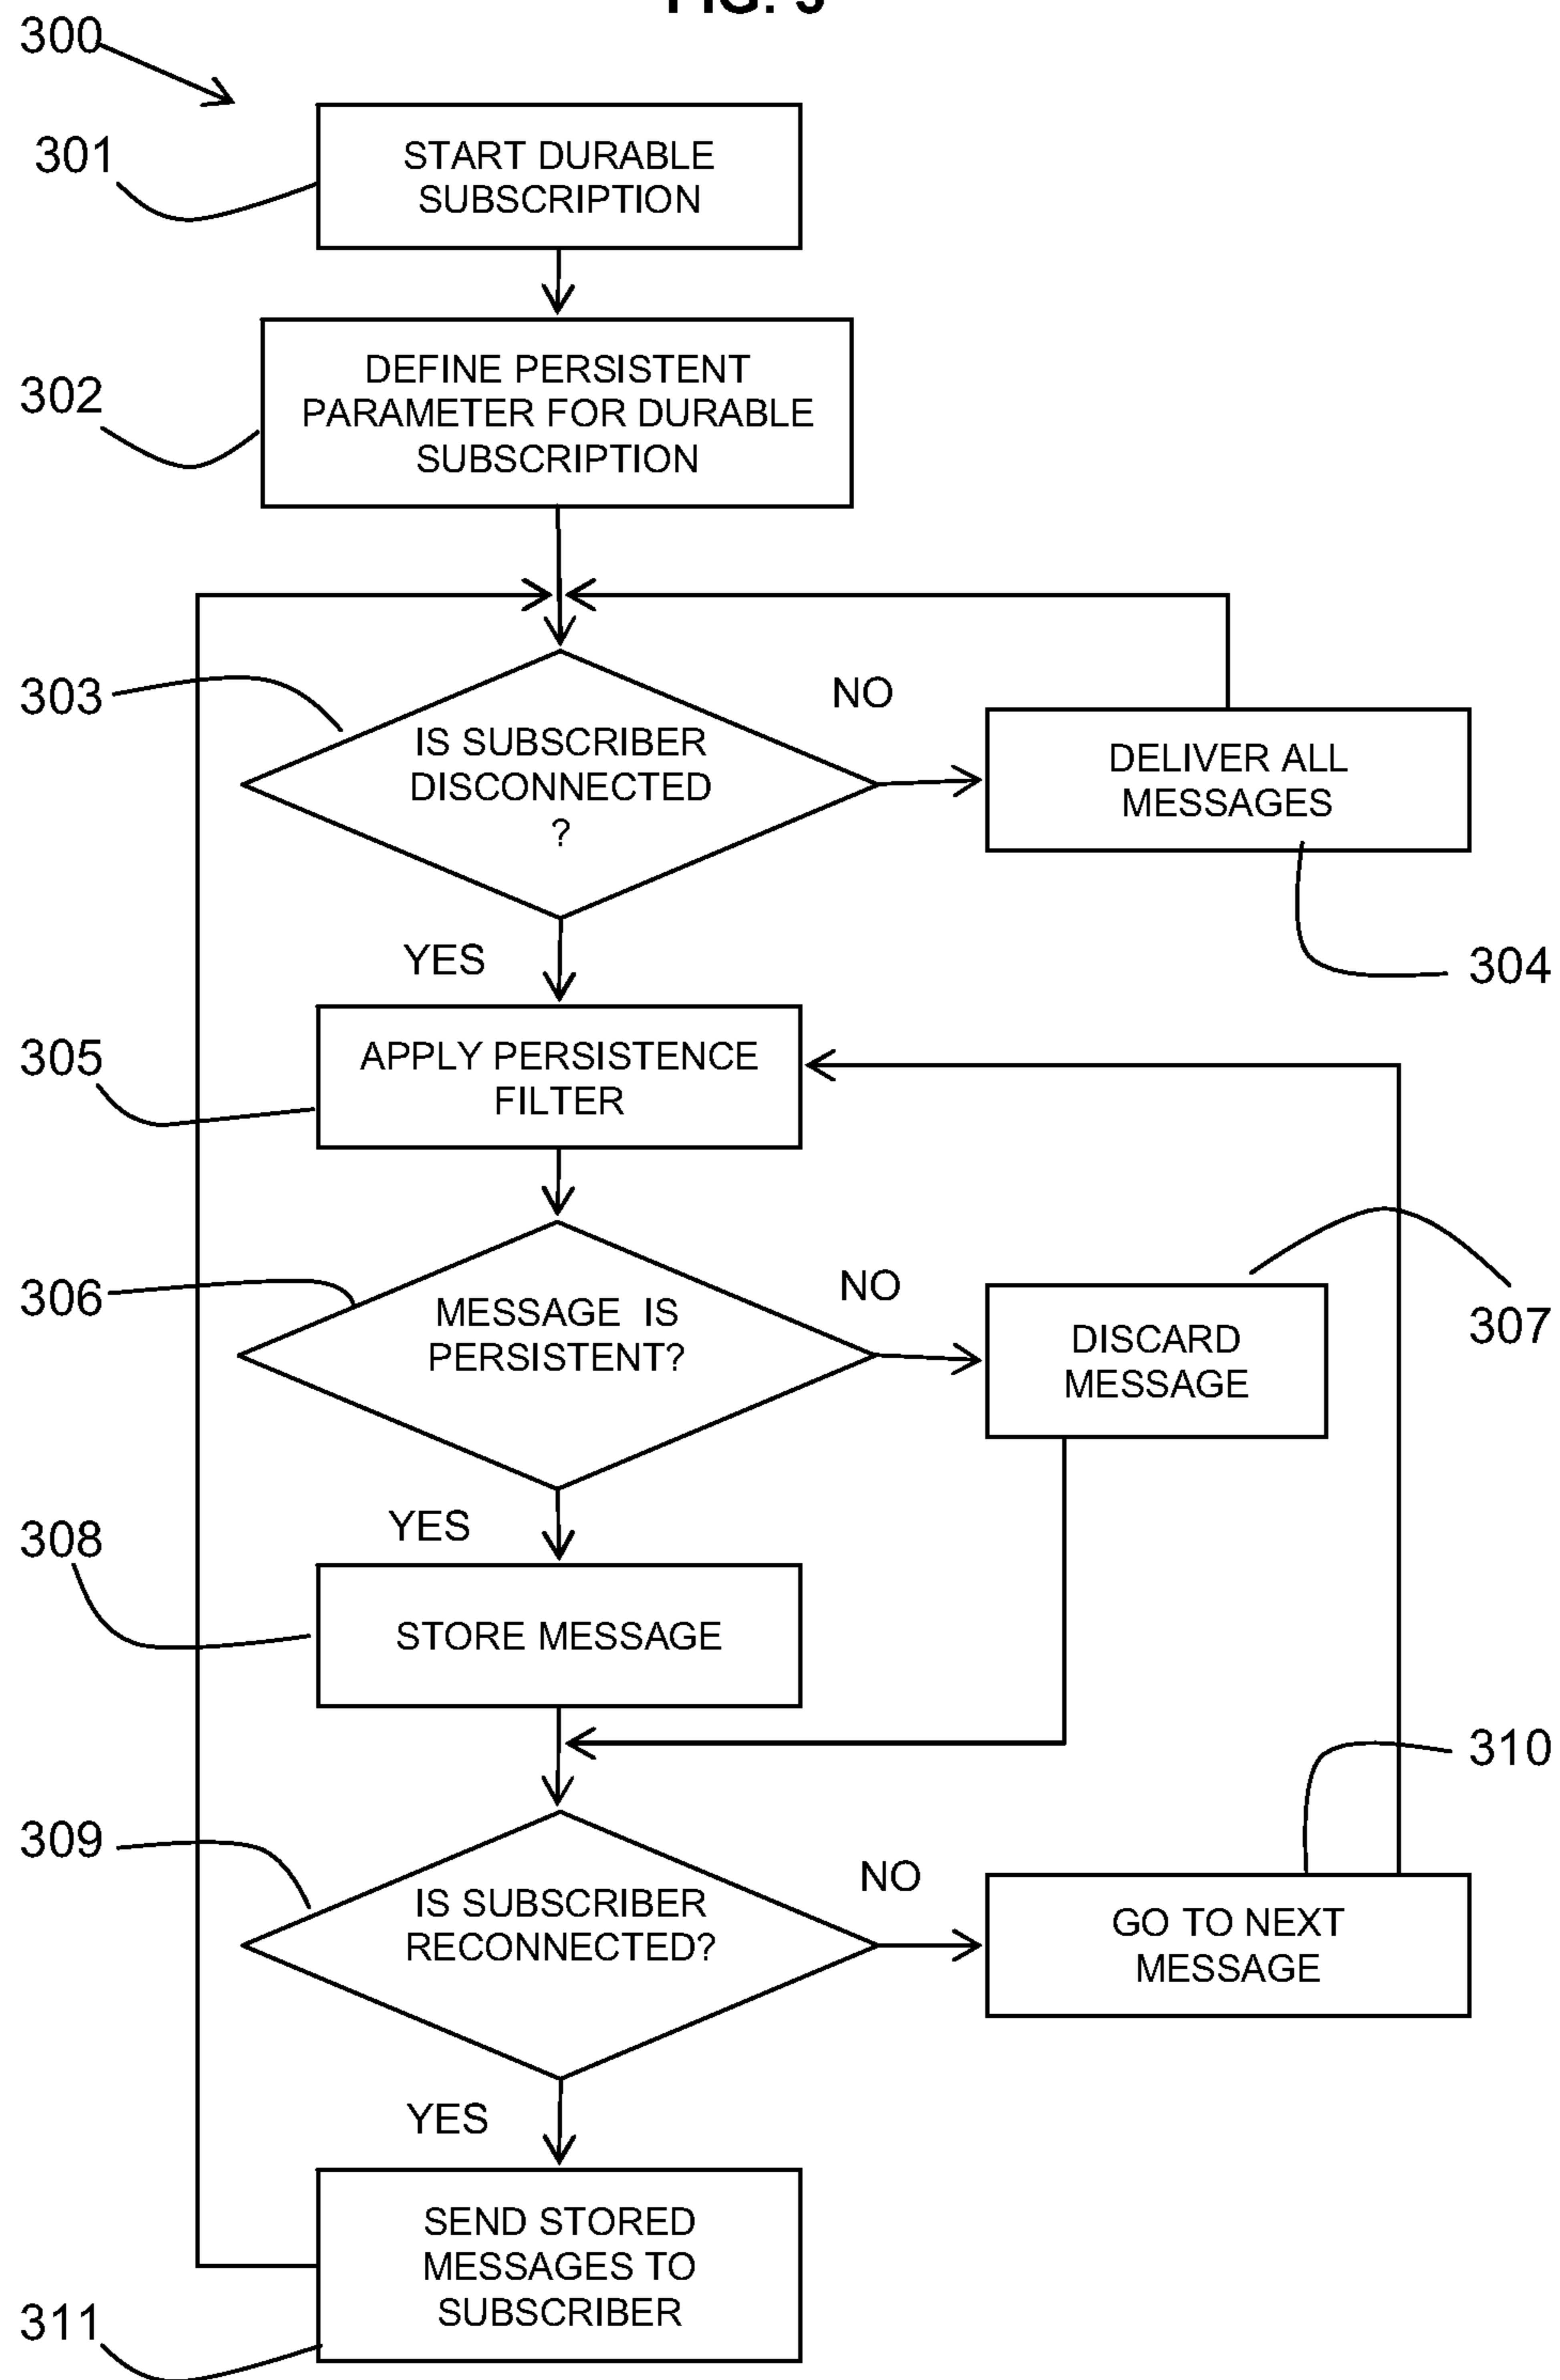 FIG. 3
300
301
START DURABLE
SUBSCRIPTION
302
DEFINE PERSISTENT
PARAMETER FOR DURABLE
SUBSCRIPTION
303
IS SUBSCRIBER
DISCONNECTED
?
NO
DELIVER ALL
MESSAGES
304
YES
305
APPLY PERSISTENCE
FILTER
306
MESSAGE IS
PERSISTENT?
NO
DISCARD
MESSAGE
307
YES
308
STORE MESSAGE
309
IS SUBSCRIBER
RECONNECTED?
NO
310
GO TO NEXT
MESSAGE
YES
SEND STORED
MESSAGES TO
SUBSCRIBER
311